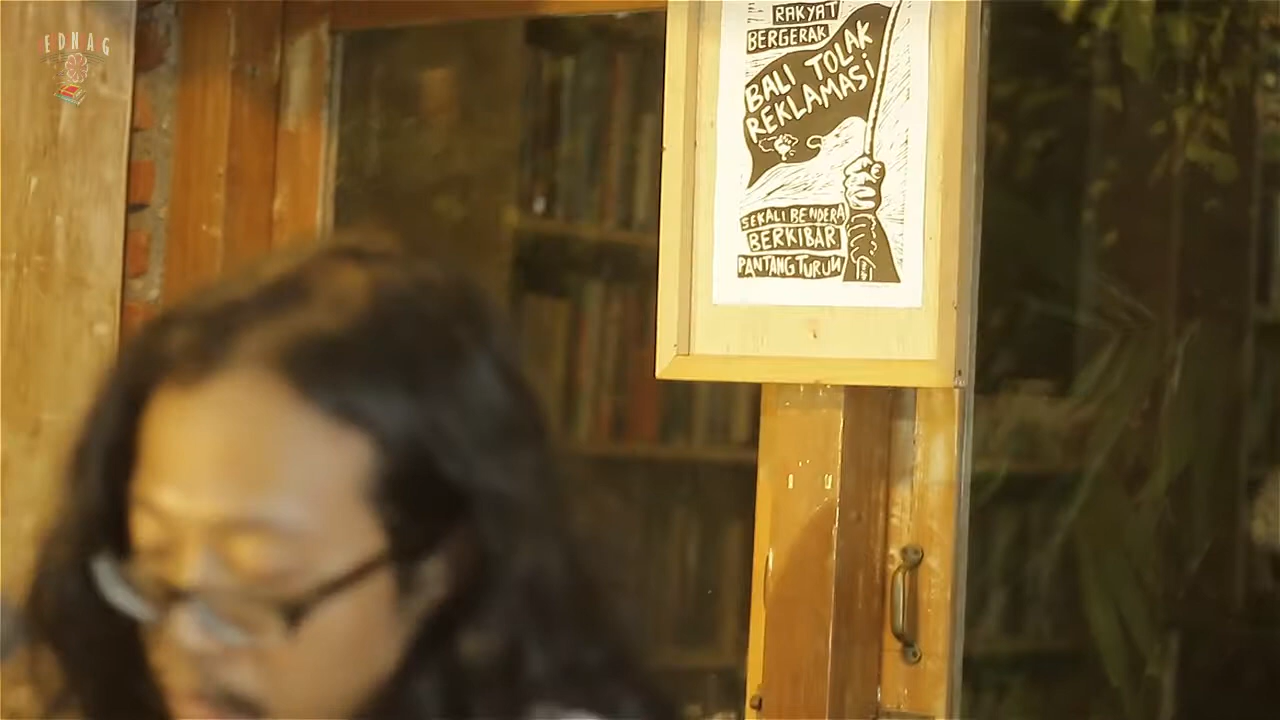 EDNAG
RAKYAT
BERGERAK
BALI TOLAK
REKLAMASI
SEKALI BENDERA
BERKIBAR
PANTANG TURUN